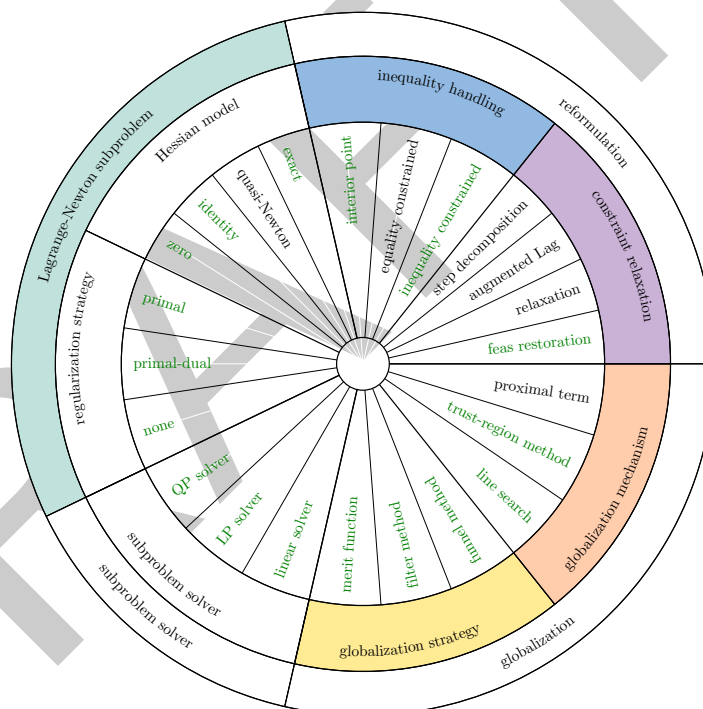 reformulation
inequality handling
constraint relaxation
interior point
equality constrained
inequality constrained
step decomposition
augmented Lag
relaxation
feas restoration
globalization
globalization mechanism
proximal term
trust-region method
line search
globalization strategy
funnel method
filter method
merit function
subproblem solver
subproblem solver
linear solver
LP solver
QP solver
Lagrange-Newton subproblem
regularization strategy
none
primal-dual
primal
Hessian model
zero
identity
quasi-Newton
exact